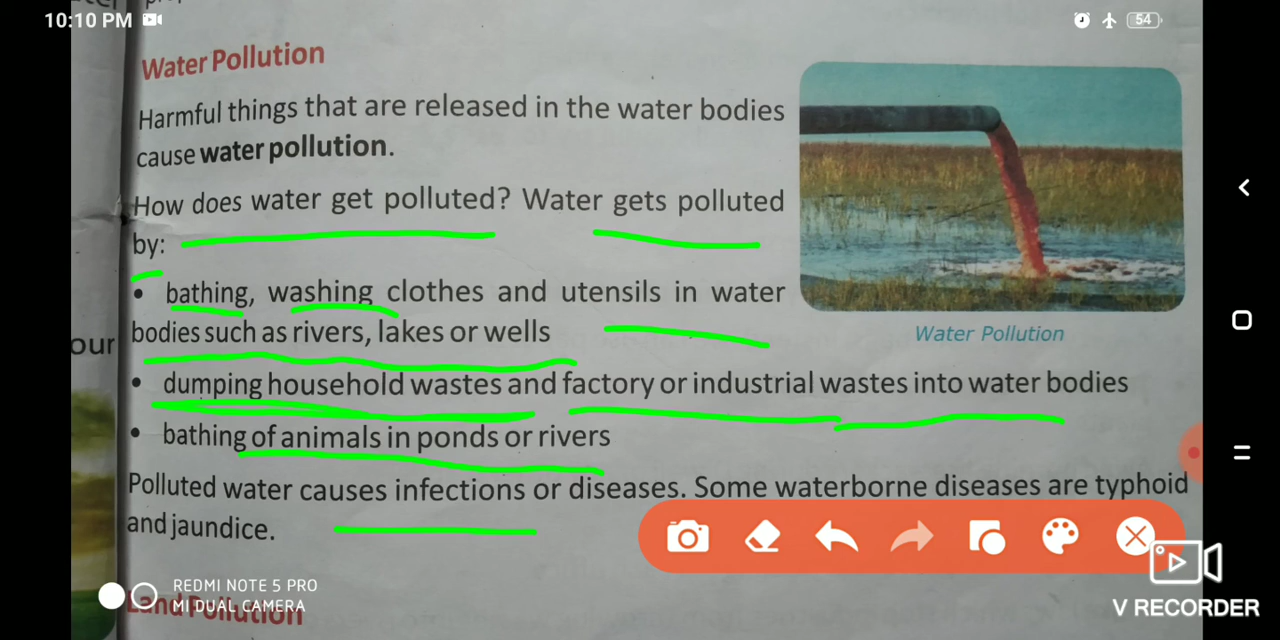 10:10 PM
54
Water Pollution
Harmful things that are released in the water bodies
cause water pollution.
How does water get polluted? Water gets polluted
by:
• bathing, washing clothes and utensils in water
bodies such as rivers, lakes or wells
Water Pollution
our
• dumping household wastes and factory or industrial wastes into water bodies
• bathing of animals in ponds or rivers
Polluted water causes infections or diseases. Some waterborne diseases are typhoid
and jaundice.
REDMI NOTE 5 PRO
MI DUAL CAMERA
Land Pollution
V RECORDER